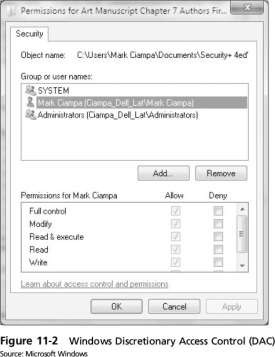 Permissions for Art Manuscript Chapter 7 Authors Fir...
Security
Object name: C:\Users\Mark Ciampa\Documents\Security+ 4ed'
Group or user names:
SYSTEM
Mark Ciampa (Ciampa_Dell_Lat\Mark Ciampa)
Administrators (Ciampa_Dell_Lat\Administrators)
Add... Remove
Permissions for Mark Ciampa Allow Deny
Full control
Modify
Read & execute
Read
Write
Learn about access control and permissions
OK Cancel Apply
Figure 11-2 Windows Discretionary Access Control (DAC)
Source: Microsoft Windows